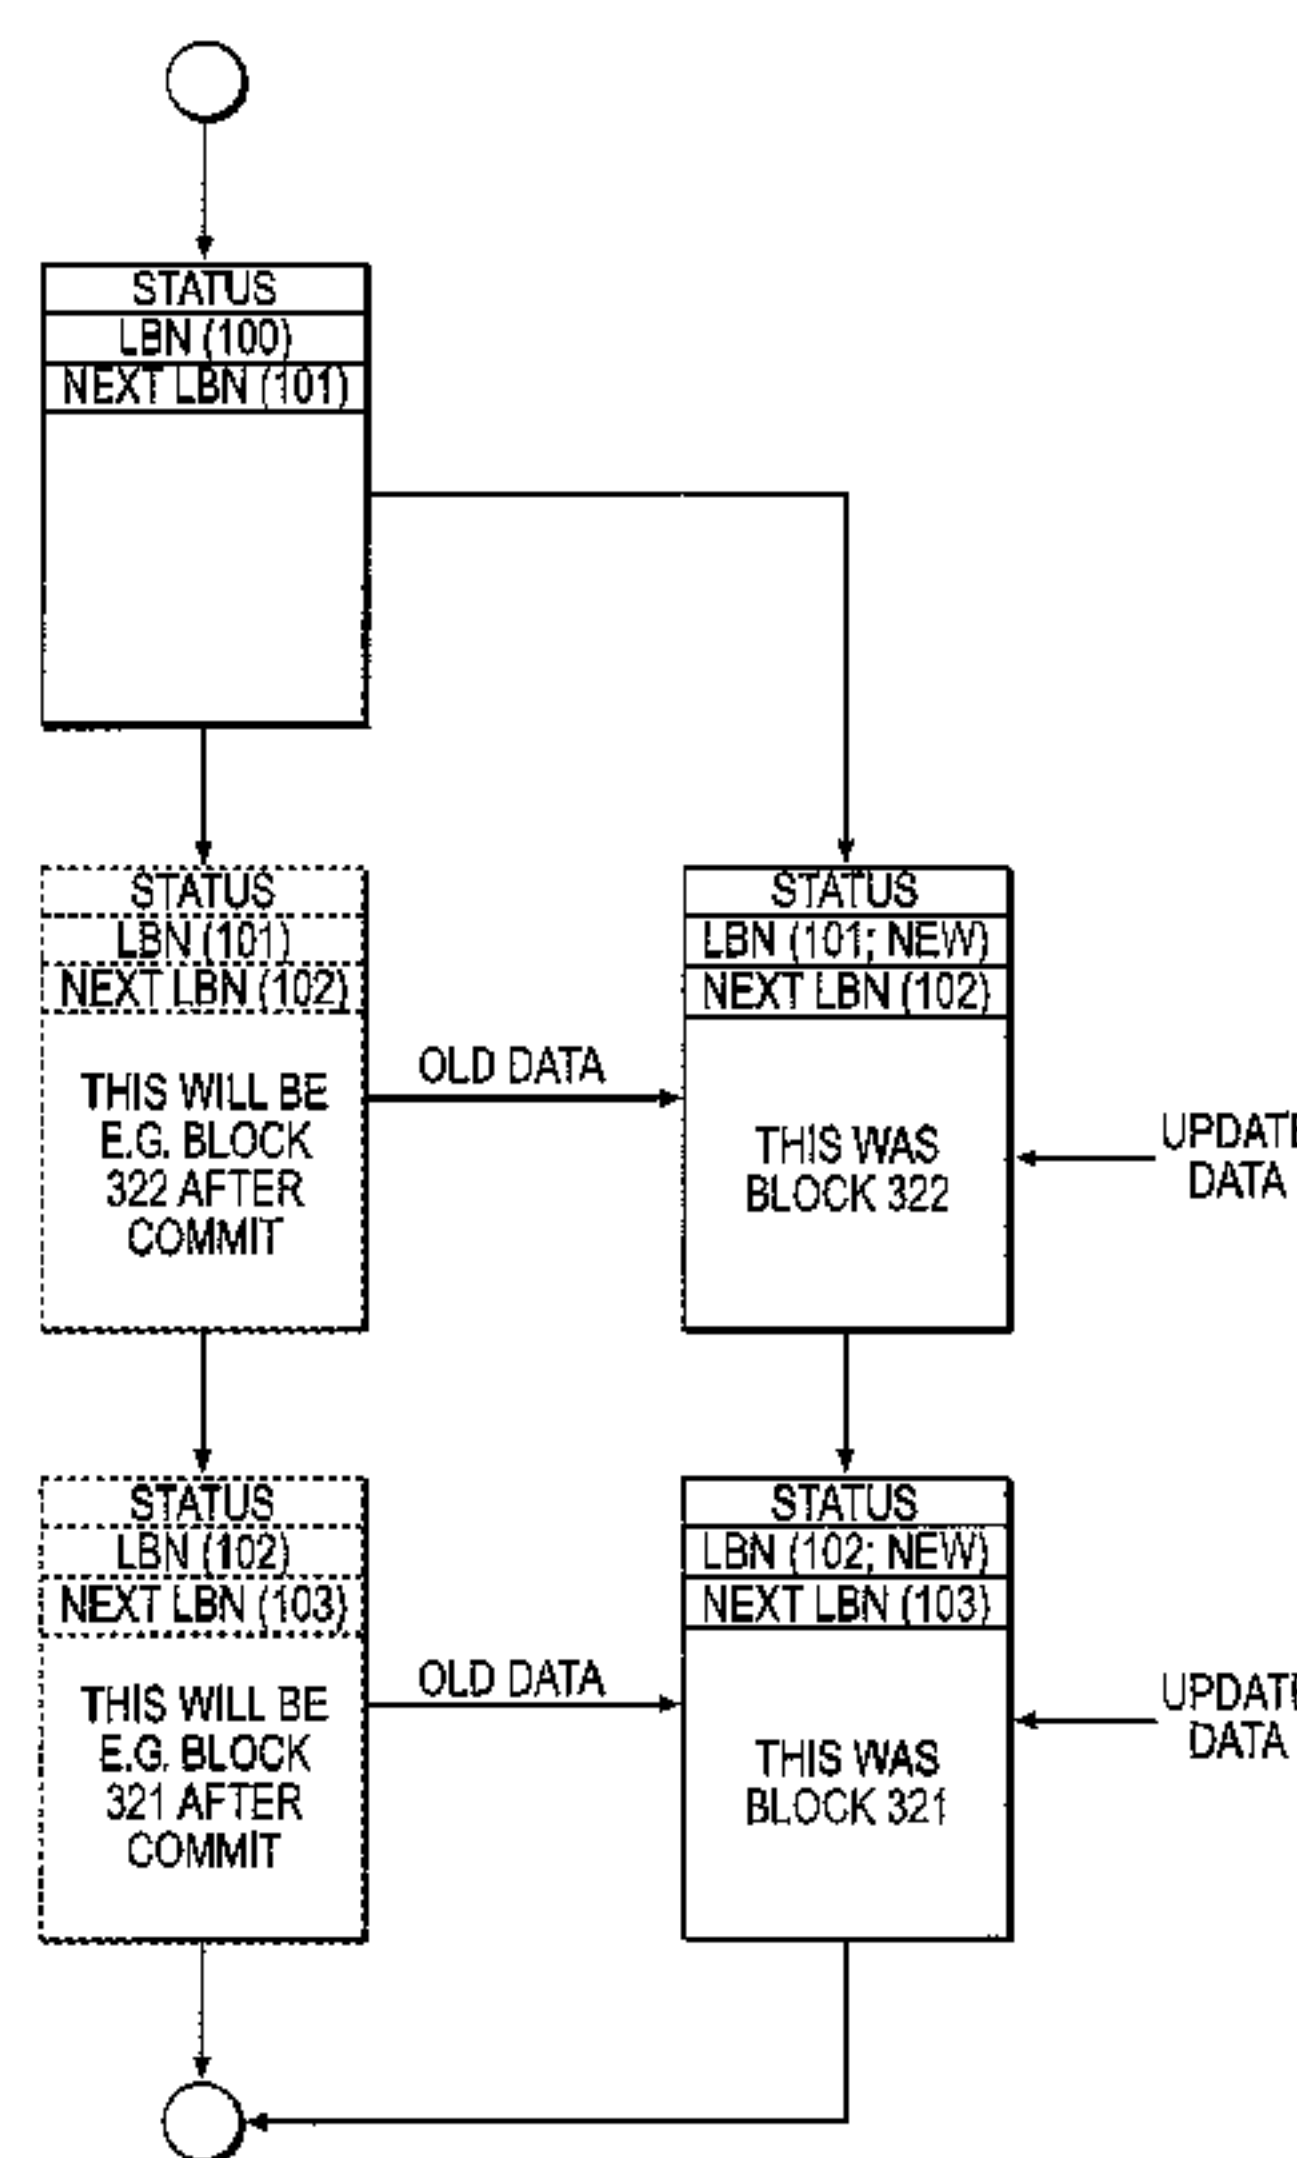 STATUS
LBN (100)
NEXT LBN (101)
STATUS
LBN (101)
NEXT LBN (102)
THIS WILL BE
E.G. BLOCK
322 AFTER
COMMIT
OLD DATA
STATUS
LBN (101; NEW)
NEXT LBN (102)
THIS WAS
BLOCK 322
UPDATE
DATA
STATUS
LBN (102)
NEXT LBN (103)
THIS WILL BE
E.G. BLOCK
321 AFTER
COMMIT
OLD DATA
STATUS
LBN (102; NEW)
NEXT LBN (103)
THIS WAS
BLOCK 321
UPDATE
DATA